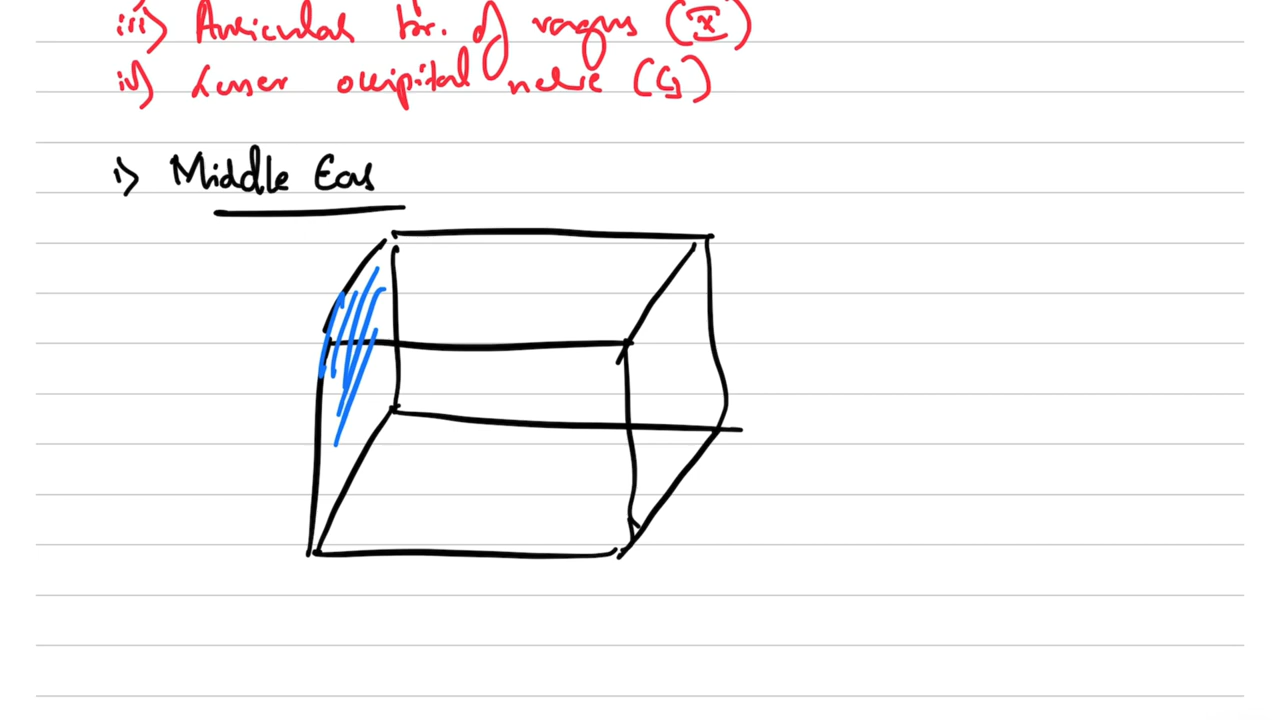 iii) Auricular br. of vagus (X)
iv) Lesser occipital nerve (C2)
i) Middle Ear